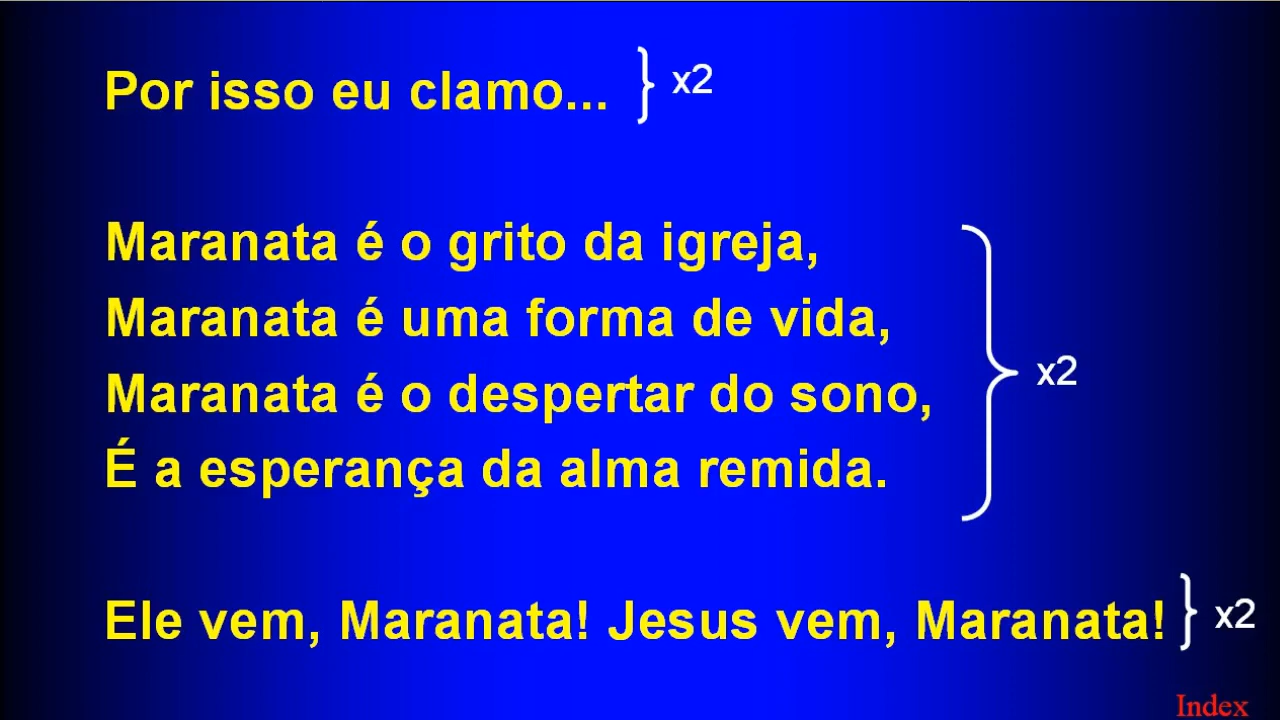 Por isso eu clamo... } x2
Maranata é o grito da igreja,
Maranata é uma forma de vida,
Maranata é o despertar do sono,
} x2
É a esperança da alma remida.
Ele vem, Maranata! Jesus vem, Maranata! } x2
Index